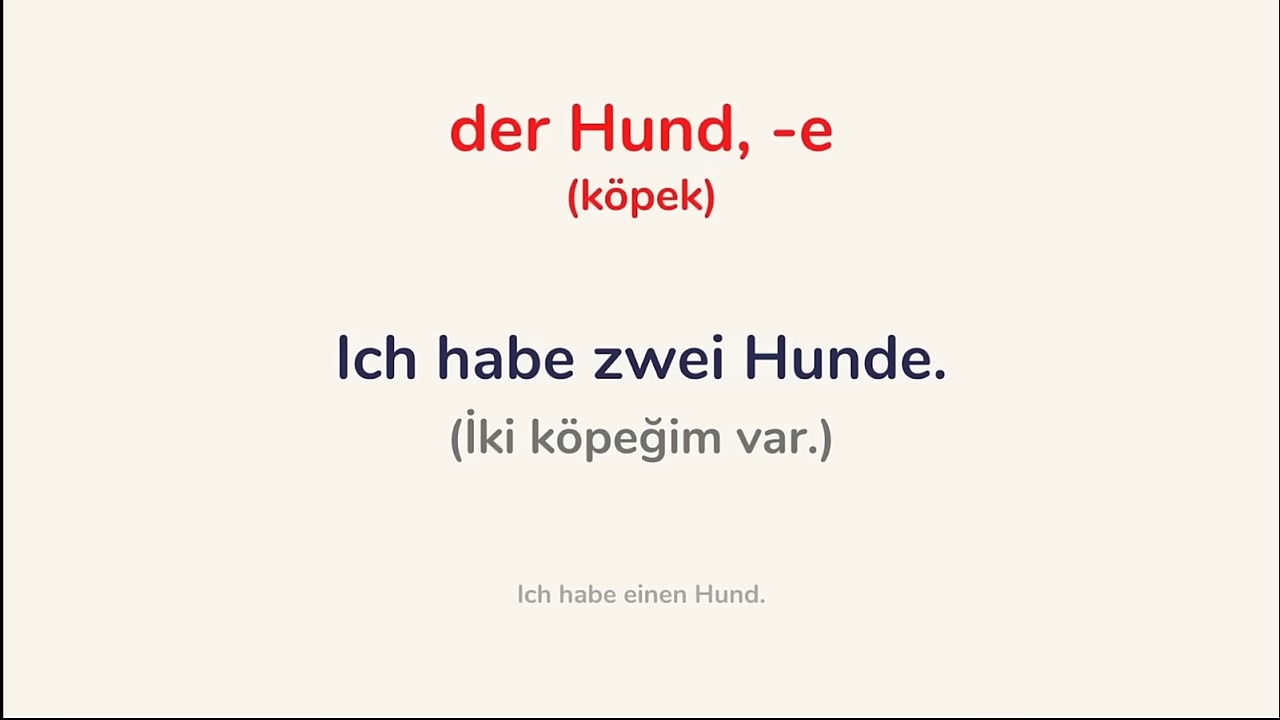 der Hund, -e
(köpek)
Ich habe zwei Hunde.
(İki köpeğim var.)
Ich habe einen Hund.